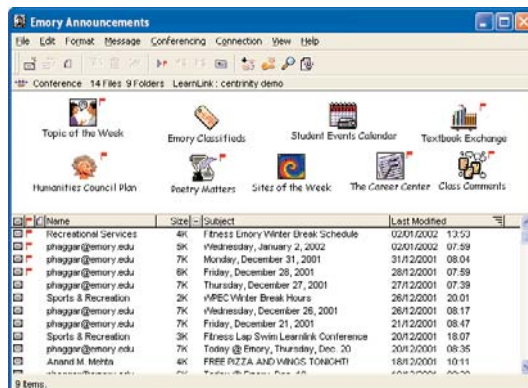 Emory Announcements
File Edit Format Message Conferencing Connection View Help
Conference 14 Files 9 Folders LearnLink : centrinity demo
Topic of the Week Emory Classifieds Student Events Calendar Textbook Exchange
Humanities Council Plan Poetry Matters Sites of the Week The Career Center Class Comments
Name Size Subject Last Modified
Recreational Services 4K Fitness Emory Winter Break Schedule 02/01/2002 13:53
phaggar@emory.edu 5K Wednesday, January 2, 2002 02/01/2002 07:59
phaggar@emory.edu 7K Monday, December 31, 2001 31/12/2001 08:04
phaggar@emory.edu 6K Friday, December 28, 2001 28/12/2001 07:59
phaggar@emory.edu 7K Thursday, December 27, 2001 27/12/2001 07:39
Sports & Recreation 2K WPEC Winter Break Hours 26/12/2001 20:01
phaggar@emory.edu 7K Wednesday, December 26, 2001 26/12/2001 08:17
phaggar@emory.edu 7K Friday, December 21, 2001 21/12/2001 08:47
Sports & Recreation 3K Fitness Lap Swim Learnlink Conference 20/12/2001 18:07
phaggar@emory.edu 7K Today @ Emory, Thursday, Dec. 20 20/12/2001 08:35
Anand M. Mehta 4K FREE PIZZA AND WINGS TONIGHT! 18/12/2001 10:11
9 Items.